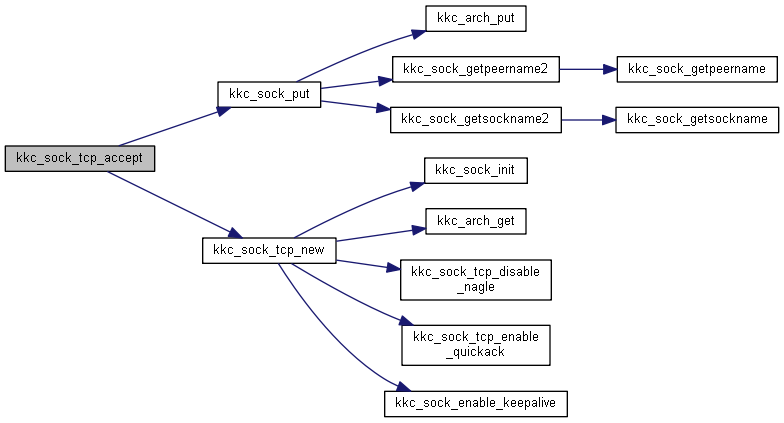 kkc_arch_put
kkc_sock_getpeername2
kkc_sock_getpeername
kkc_sock_put
kkc_sock_getsockname2
kkc_sock_getsockname
kkc_sock_tcp_accept
kkc_sock_init
kkc_arch_get
kkc_sock_tcp_new
kkc_sock_tcp_disable
_nagle
kkc_sock_tcp_enable
_quickack
kkc_sock_enable_keepalive